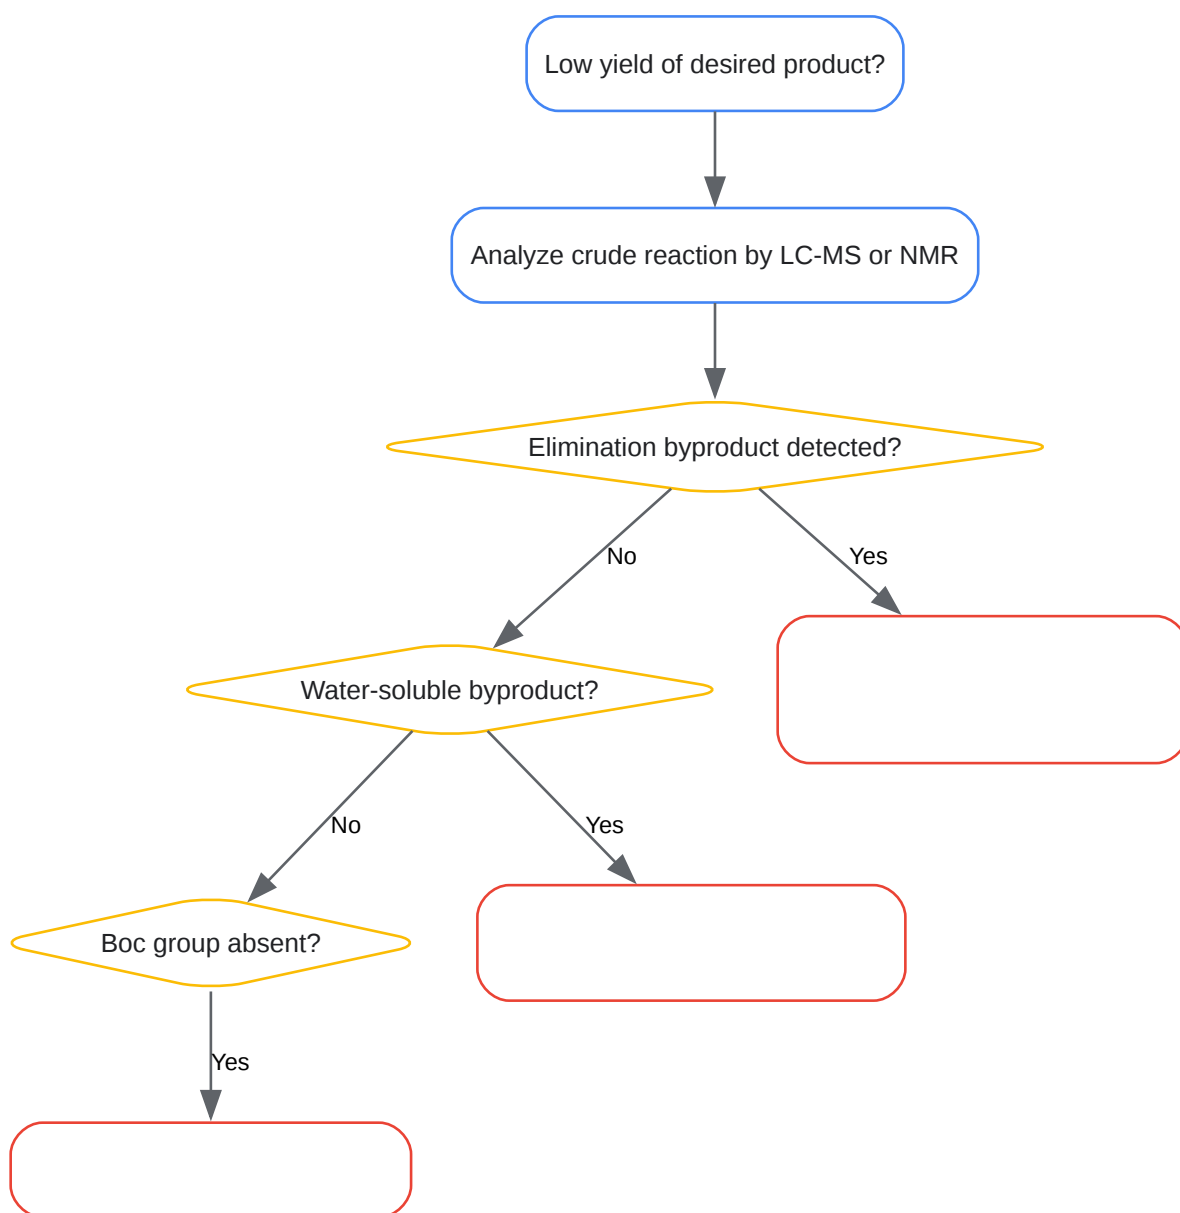 Low yield of desired product?
Analyze crude reaction by LC-MS or NMR
Elimination byproduct detected?
No
Yes
Water-soluble byproduct?
No
Yes
Boc group absent?
Yes